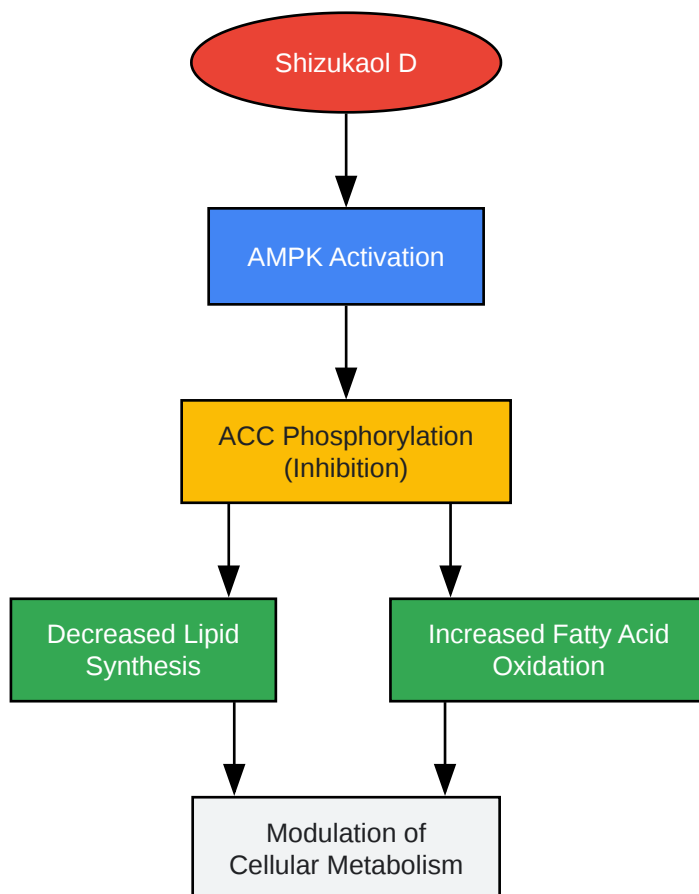 Shizukaol D
AMPK Activation
ACC Phosphorylation
(Inhibition)
Decreased Lipid
Synthesis
Increased Fatty Acid
Oxidation
Modulation of
Cellular Metabolism